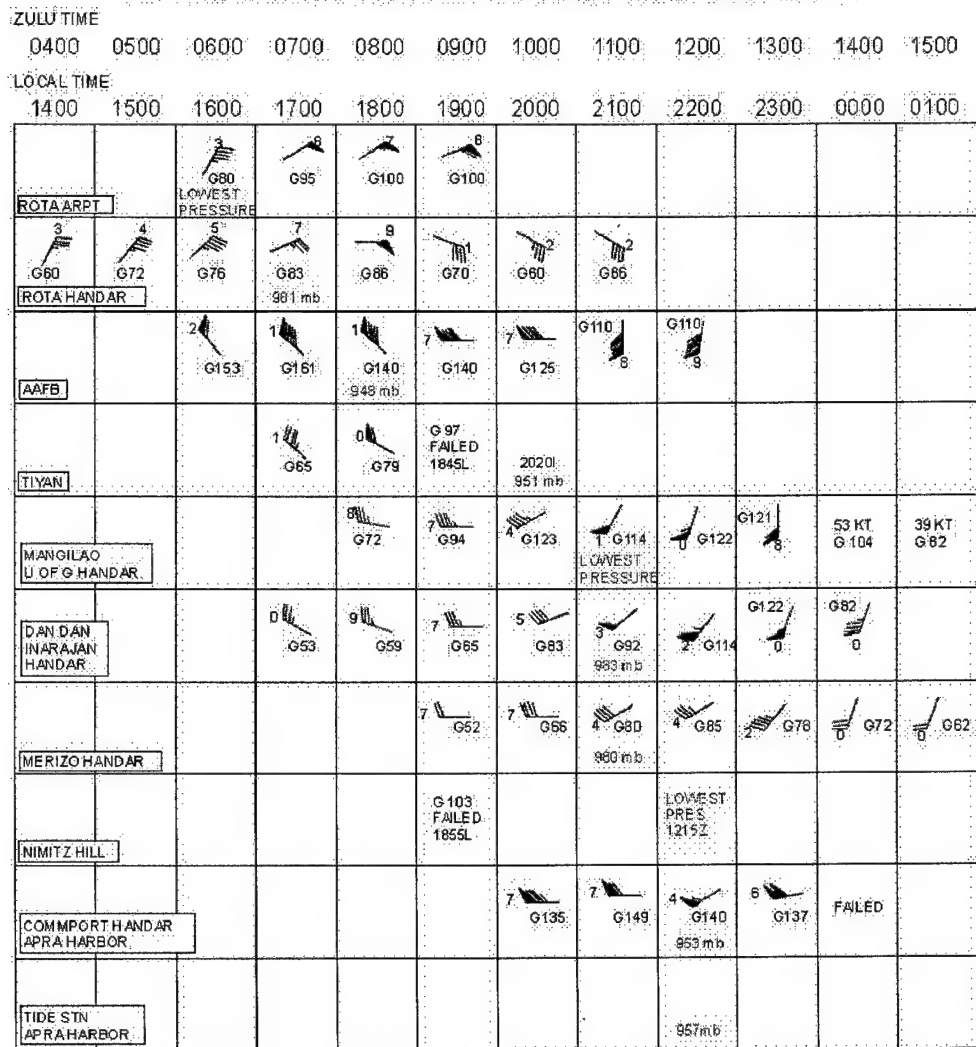 ZULU TIME
0400 0500 0600 0700 0800 0900 1000 1100 1200 1300 1400 1500
LOCAL TIME
1400 1500 1600 1700 1800 1900 2000 2100 2200 2300 0000 0100
3 8 7 8
G80 G95 G100 G100
LOWEST
PRESSURE
ROTA ARPT
3 4 5 7 9 1 2 2
G60 G72 G76 G83 G86 G70 G60 G66
981 mb
ROTA HANDAR
2 1 1 7 7 G110 G110
G153 G161 G140 G140 G125 8 9
948 mb
AAFB
1 0 G 97
FAILED
1845L
G65 G79
2020l
951 mb
TIYAN
8 7 4 1 0 G121 8
G72 G94 G123 G114 G122
53 KT
G 104
39 KT
G 82
LOWEST
PRESSURE
MANGILAO
U OF G HANDAR
0 9 7 5 3 2 G122 0 G82 0
G53 G59 G65 G83 G92 G114
983 mb
DAN DAN
INARAJAN
HANDAR
7 7 4 4 2 0 0
G52 G66 G80 G85 G78 G72 G62
980 mb
MERIZO HANDAR
G 103
FAILED
1855L
LOWEST
PRES
1215Z
NIMITZ HILL
7 7 4 6
G135 G149 G140 G137 FAILED
953 mb
COMMPORT HANDAR
APRA HARBOR
957mb
TIDE STN
APRA HARBOR